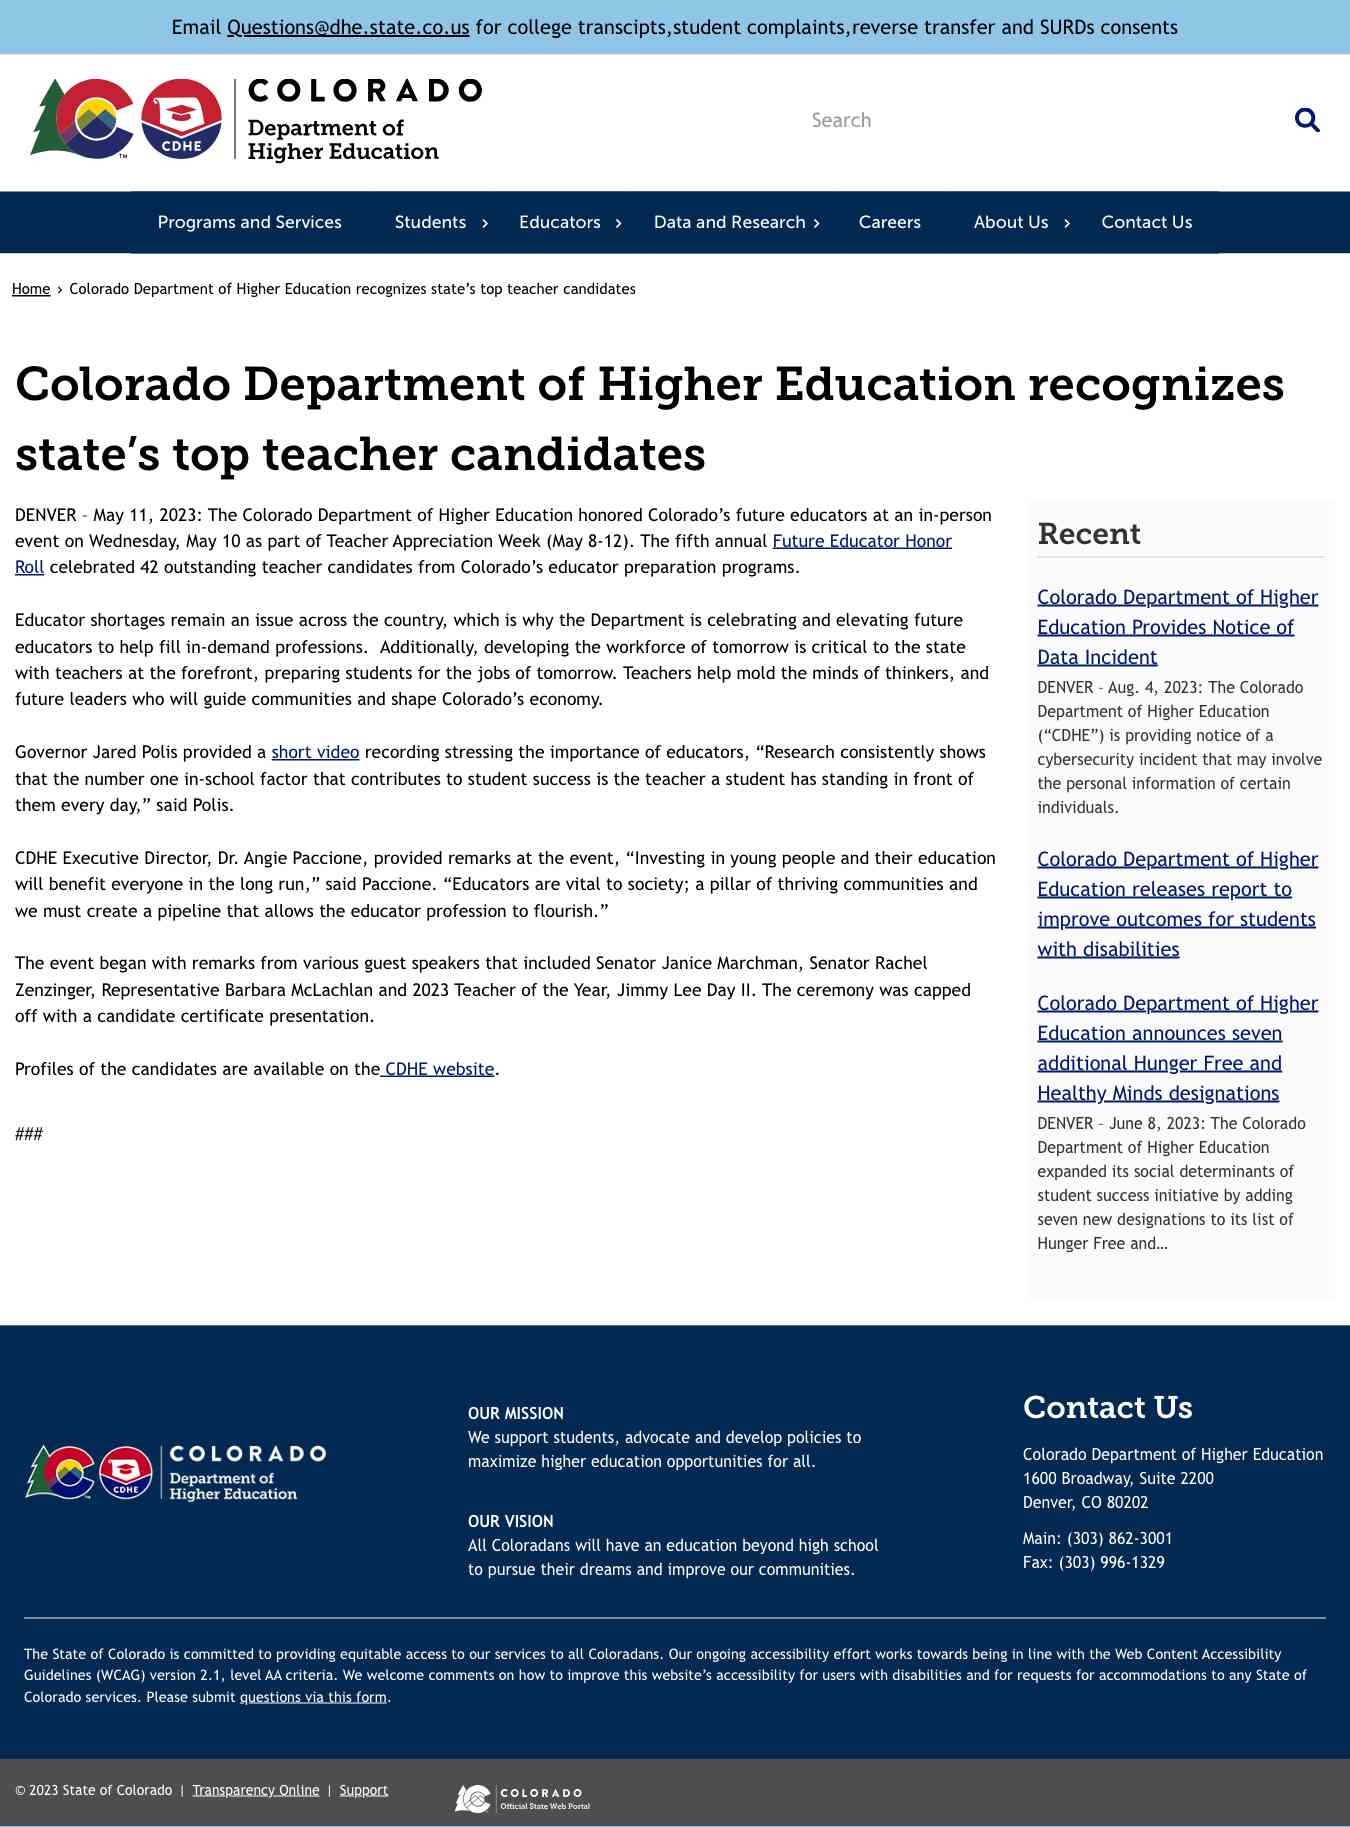 Email Questions@dhe.state.co.us for college transcipts,student complaints,reverse transfer and SURDs consents
CDHE
TM
COLORADO
Department of
Higher Education
Search
Programs and Services Students › Educators › Data and Research › Careers About Us › Contact Us
Home › Colorado Department of Higher Education recognizes state’s top teacher candidates
Colorado Department of Higher Education recognizes
state’s top teacher candidates
DENVER – May 11, 2023: The Colorado Department of Higher Education honored Colorado’s future educators at an in-person
event on Wednesday, May 10 as part of Teacher Appreciation Week (May 8-12). The fifth annual Future Educator Honor
Roll celebrated 42 outstanding teacher candidates from Colorado’s educator preparation programs.
Educator shortages remain an issue across the country, which is why the Department is celebrating and elevating future
educators to help fill in-demand professions.  Additionally, developing the workforce of tomorrow is critical to the state
with teachers at the forefront, preparing students for the jobs of tomorrow. Teachers help mold the minds of thinkers, and
future leaders who will guide communities and shape Colorado’s economy.
Governor Jared Polis provided a short video recording stressing the importance of educators, “Research consistently shows
that the number one in-school factor that contributes to student success is the teacher a student has standing in front of
them every day,” said Polis.
CDHE Executive Director, Dr. Angie Paccione, provided remarks at the event, “Investing in young people and their education
will benefit everyone in the long run,” said Paccione. “Educators are vital to society; a pillar of thriving communities and
we must create a pipeline that allows the educator profession to flourish.”
The event began with remarks from various guest speakers that included Senator Janice Marchman, Senator Rachel
Zenzinger, Representative Barbara McLachlan and 2023 Teacher of the Year, Jimmy Lee Day II. The ceremony was capped
off with a candidate certificate presentation.
Profiles of the candidates are available on the CDHE website.
###
Recent
Colorado Department of Higher
Education Provides Notice of
Data Incident
DENVER – Aug. 4, 2023: The Colorado
Department of Higher Education
(“CDHE”) is providing notice of a
cybersecurity incident that may involve
the personal information of certain
individuals.
Colorado Department of Higher
Education releases report to
improve outcomes for students
with disabilities
Colorado Department of Higher
Education announces seven
additional Hunger Free and
Healthy Minds designations
DENVER – June 8, 2023: The Colorado
Department of Higher Education
expanded its social determinants of
student success initiative by adding
seven new designations to its list of
Hunger Free and…
CDHE
COLORADO
Department of
Higher Education
OUR MISSION
We support students, advocate and develop policies to
maximize higher education opportunities for all.
OUR VISION
All Coloradans will have an education beyond high school
to pursue their dreams and improve our communities.
Contact Us
Colorado Department of Higher Education
1600 Broadway, Suite 2200
Denver, CO 80202
Main: (303) 862-3001
Fax: (303) 996-1329
The State of Colorado is committed to providing equitable access to our services to all Coloradans. Our ongoing accessibility effort works towards being in line with the Web Content Accessibility
Guidelines (WCAG) version 2.1, level AA criteria. We welcome comments on how to improve this website’s accessibility for users with disabilities and for requests for accommodations to any State of
Colorado services. Please submit questions via this form.
© 2023 State of Colorado | Transparency Online | Support
COLORADO
Official State Web Portal